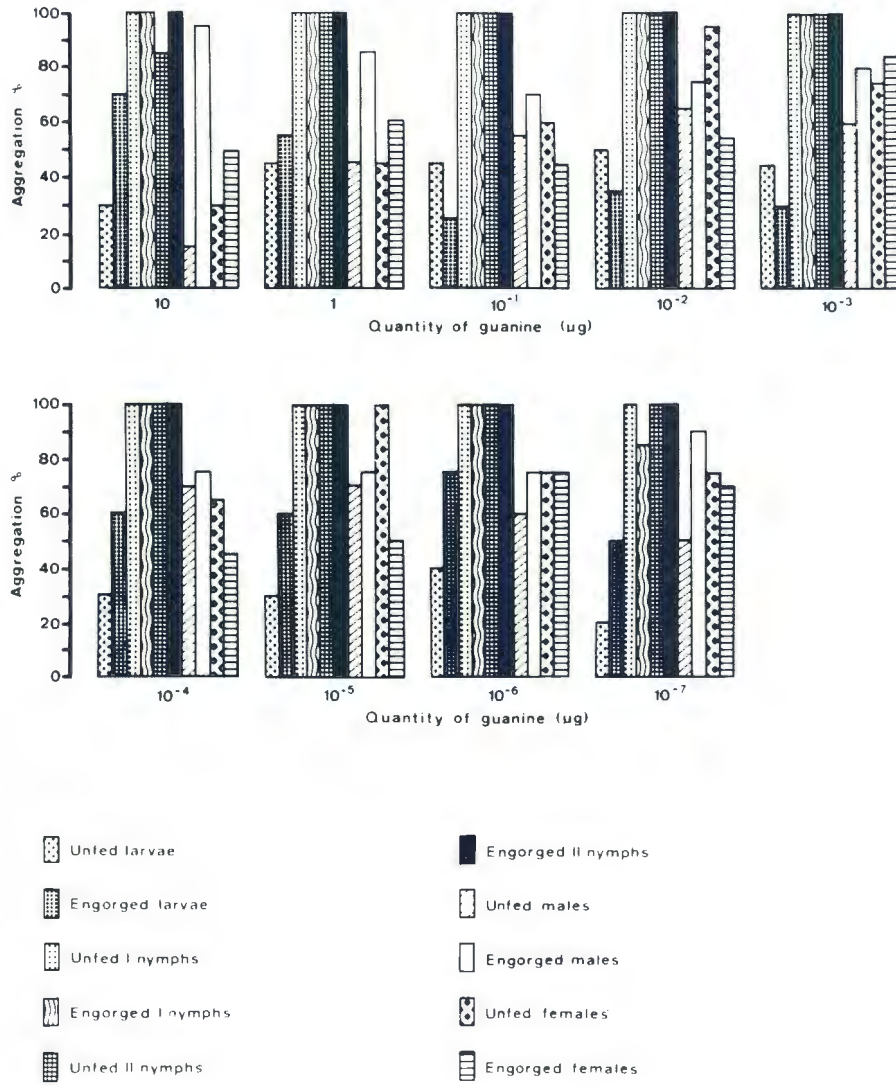 100
80
60
40
20
0
Aggregation %
10
1
10⁻¹
10⁻²
10⁻³
Quantity of guanine (ug)
100
80
60
40
20
0
Aggregation %
10⁻⁴
10⁻⁵
10⁻⁶
10⁻⁷
Quantity of guanine (ug)
Unfed larvae
Engorged larvae
Unfed I nymphs
Engorged I nymphs
Unfed II nymphs
Engorged II nymphs
Unfed males
Engorged males
Unfed females
Engorged females